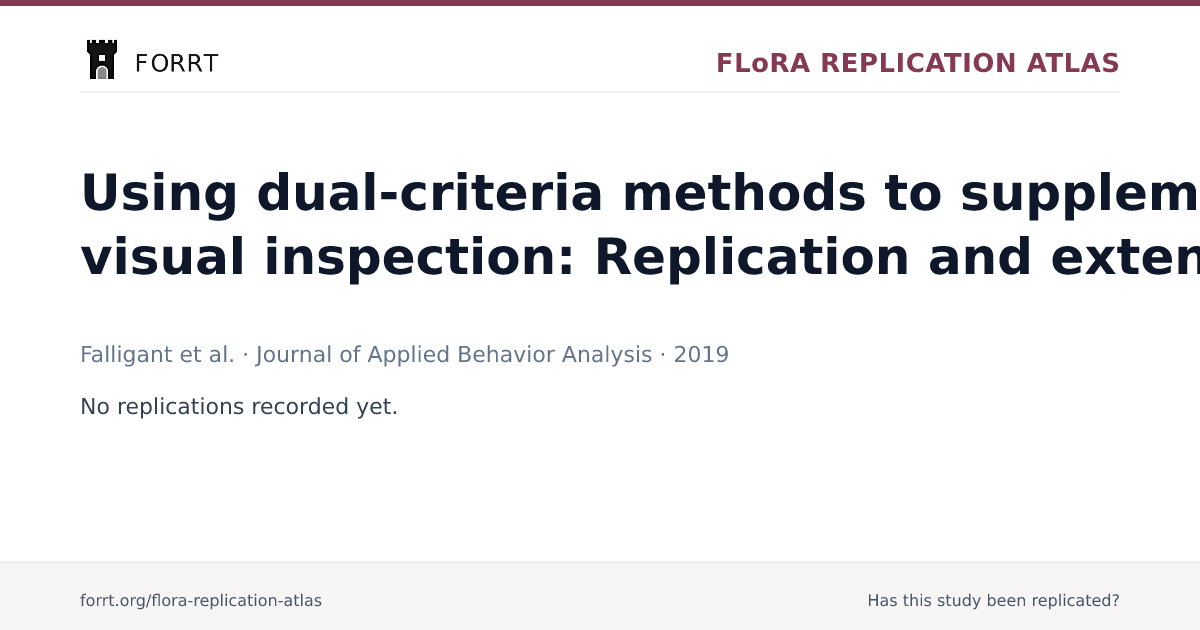 FORRT
FLoRA REPLICATION ATLAS
Using dual-criteria methods to supplem
visual inspection: Replication and exten
Falligant et al. · Journal of Applied Behavior Analysis · 2019
No replications recorded yet.
forrt.org/flora-replication-atlas
Has this study been replicated?